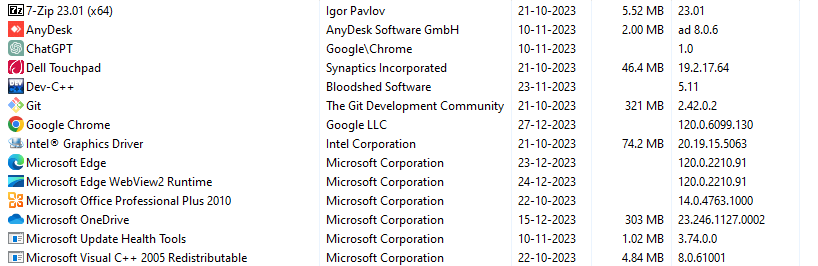 7-Zip 23.01 (x64) Igor Pavlov 21-10-2023 5.52 MB 23.01
AnyDesk AnyDesk Software GmbH 10-11-2023 2.00 MB ad 8.0.6
ChatGPT Google\Chrome 10-11-2023 1.0
Dell Touchpad Synaptics Incorporated 21-10-2023 46.4 MB 19.2.17.64
Dev-C++ Bloodshed Software 23-11-2023 5.11
Git The Git Development Community 21-10-2023 321 MB 2.42.0.2
Google Chrome Google LLC 27-12-2023 120.0.6099.130
Intel® Graphics Driver Intel Corporation 21-10-2023 74.2 MB 20.19.15.5063
Microsoft Edge Microsoft Corporation 23-12-2023 120.0.2210.91
Microsoft Edge WebView2 Runtime Microsoft Corporation 24-12-2023 120.0.2210.91
Microsoft Office Professional Plus 2010 Microsoft Corporation 22-10-2023 14.0.4763.1000
Microsoft OneDrive Microsoft Corporation 15-12-2023 303 MB 23.246.1127.0002
Microsoft Update Health Tools Microsoft Corporation 10-11-2023 1.02 MB 3.74.0.0
Microsoft Visual C++ 2005 Redistributable Microsoft Corporation 22-10-2023 4.84 MB 8.0.61001